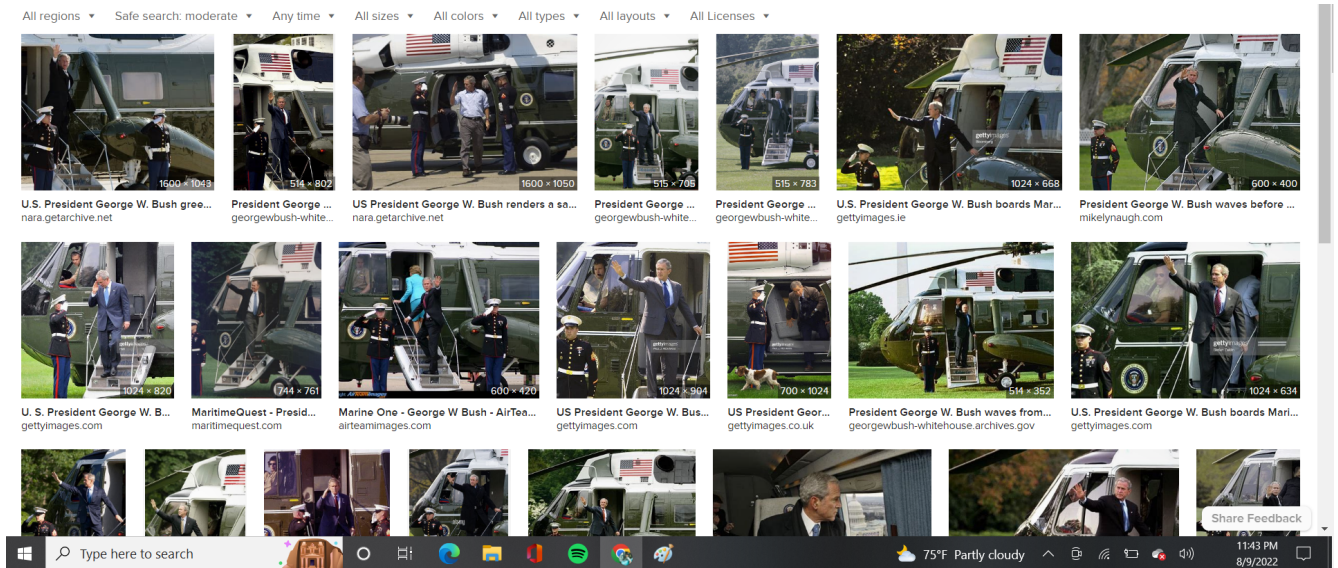 All regions Safe search: moderate Any time All sizes All colors All types All layouts All Licenses
1600 × 1043 514 × 802 1600 × 1050 515 × 705 515 × 783 gettyimages 1024 × 668 600 × 400
U.S. President George W. Bush gree... President George ... US President George W. Bush renders a sa... President George ... President George ... U.S. President George W. Bush boards Mar... President George W. Bush waves before ...
nara.getarchive.net georgewbush-white... nara.getarchive.net georgewbush-white... georgewbush-white... gettyimages.ie mikelynaugh.com
gettyimages gettyimages gettyimages gettyimages
1024 × 820 744 × 761 600 × 420 1024 × 904 700 × 1024 514 × 352 1024 × 634
U. S. President George W. B... MaritimeQuest - Presid... Marine One - George W Bush - AirTea... US President George W. Bus... US President Geor... President George W. Bush waves from... U.S. President George W. Bush boards Mari...
gettyimages.com maritimequest.com airteamimages.com gettyimages.com gettyimages.co.uk georgewbush-whitehouse.archives.gov gettyimages.com
Share Feedback
Type here to search 75°F Partly cloudy 11:43 PM
8/9/2022